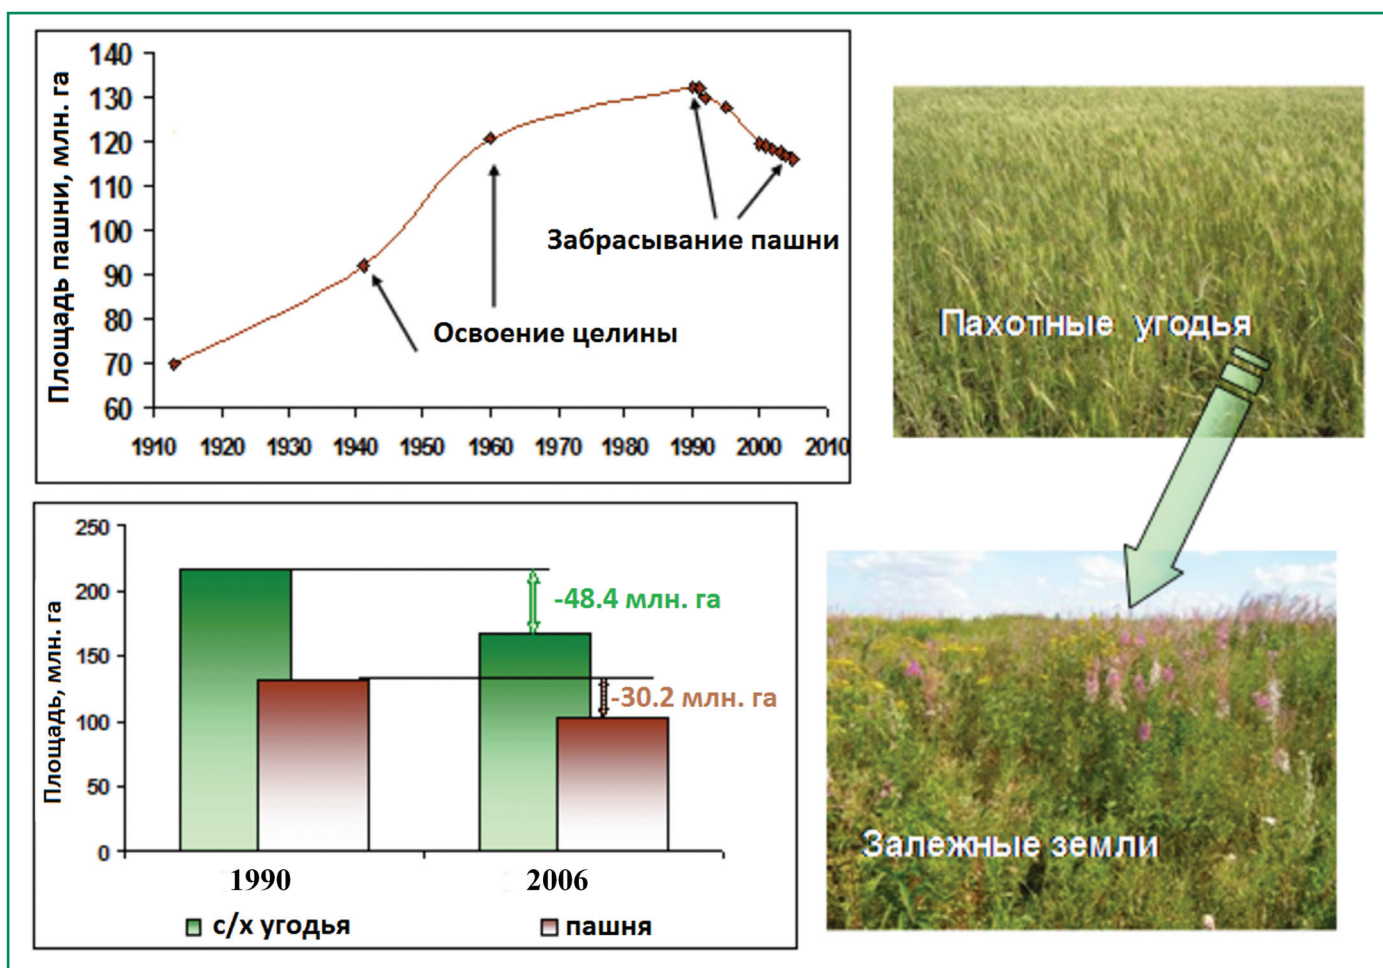 Площадь пашни, млн. га
140
130
120
110
100
90
80
70
60
1910 1920 1930 1940 1950 1960 1970 1980 1990 2000 2010
Забрасывание пашни
Освоение целины
Пахотные угодья
Площадь, млн. га
250
200
150
100
50
0
-48.4 млн. га
-30.2 млн. га
1990 2006
с/х угодья пашня
Залежные земли